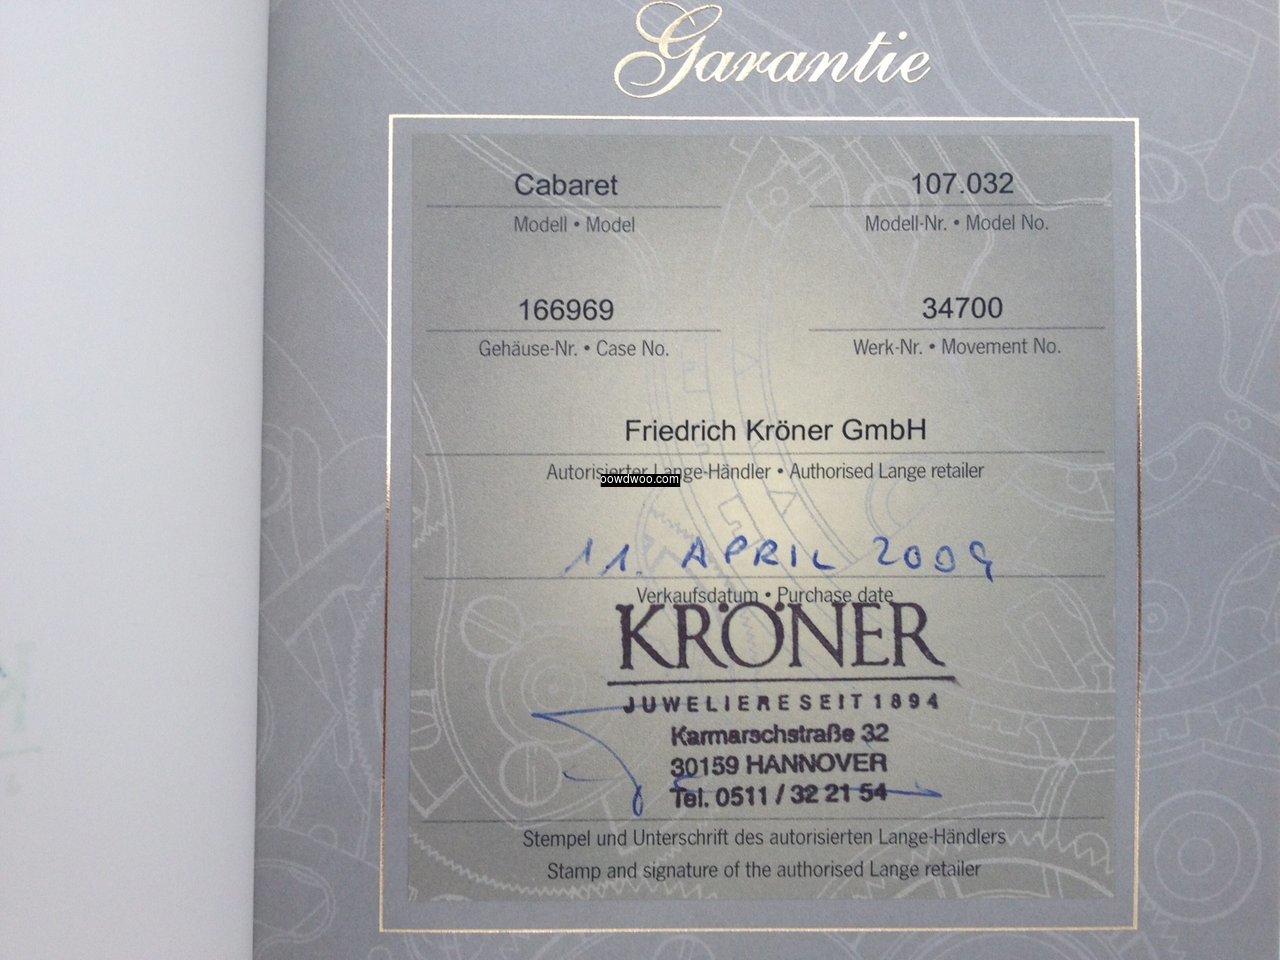 Garantie
Cabaret 107.032
Modell • Model Modell-Nr. • Model No.
166969 34700
Gehäuse-Nr. • Case No. Werk-Nr. • Movement No.
Friedrich Kröner GmbH
Autorisierter Lange-Händler • Authorised Lange retailer
oowdwoo.com
11. APRIL 2009
Verkaufsdatum • Purchase date
KRÖNER
JUWELIERE SEIT 1894
Karmarschstraße 32
30159 HANNOVER
Tel. 0511 / 32 21 54
Stempel und Unterschrift des autorisierten Lange-Händlers
Stamp and signature of the authorised Lange retailer